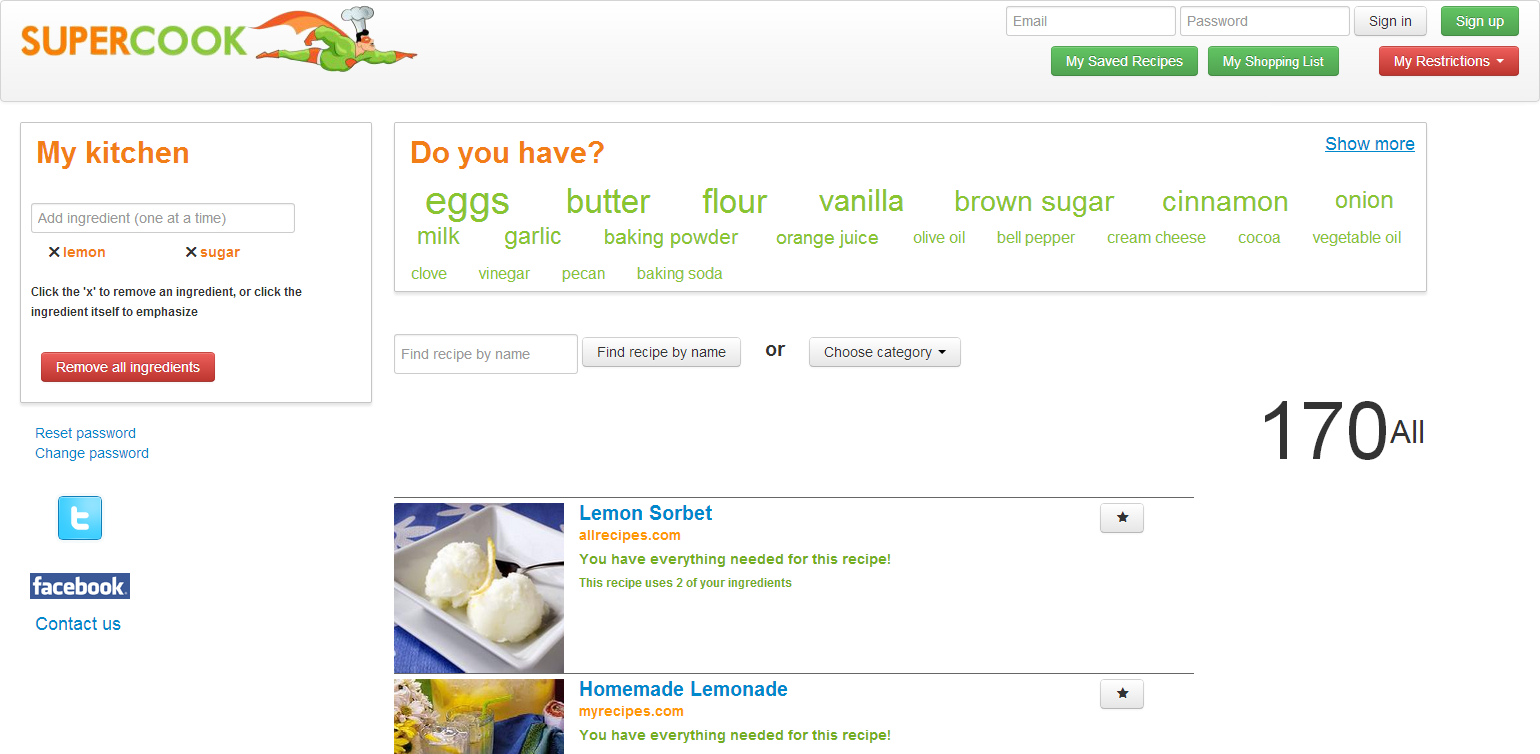 SUPERCOOK
Email
Password
Sign in
Sign up
My Saved Recipes
My Shopping List
My Restrictions
My kitchen
Add ingredient (one at a time)
lemon
sugar
Click the 'x' to remove an ingredient, or click the
ingredient itself to emphasize
Remove all ingredients
Reset password
Change password
t
facebook.
Contact us
Do you have?
Show more
eggs butter flour vanilla brown sugar cinnamon onion
milk garlic baking powder orange juice olive oil bell pepper cream cheese cocoa vegetable oil
clove vinegar pecan baking soda
Find recipe by name
Find recipe by name
or
Choose category
170 All
Lemon Sorbet
allrecipes.com
You have everything needed for this recipe!
This recipe uses 2 of your ingredients
Homemade Lemonade
myrecipes.com
You have everything needed for this recipe!